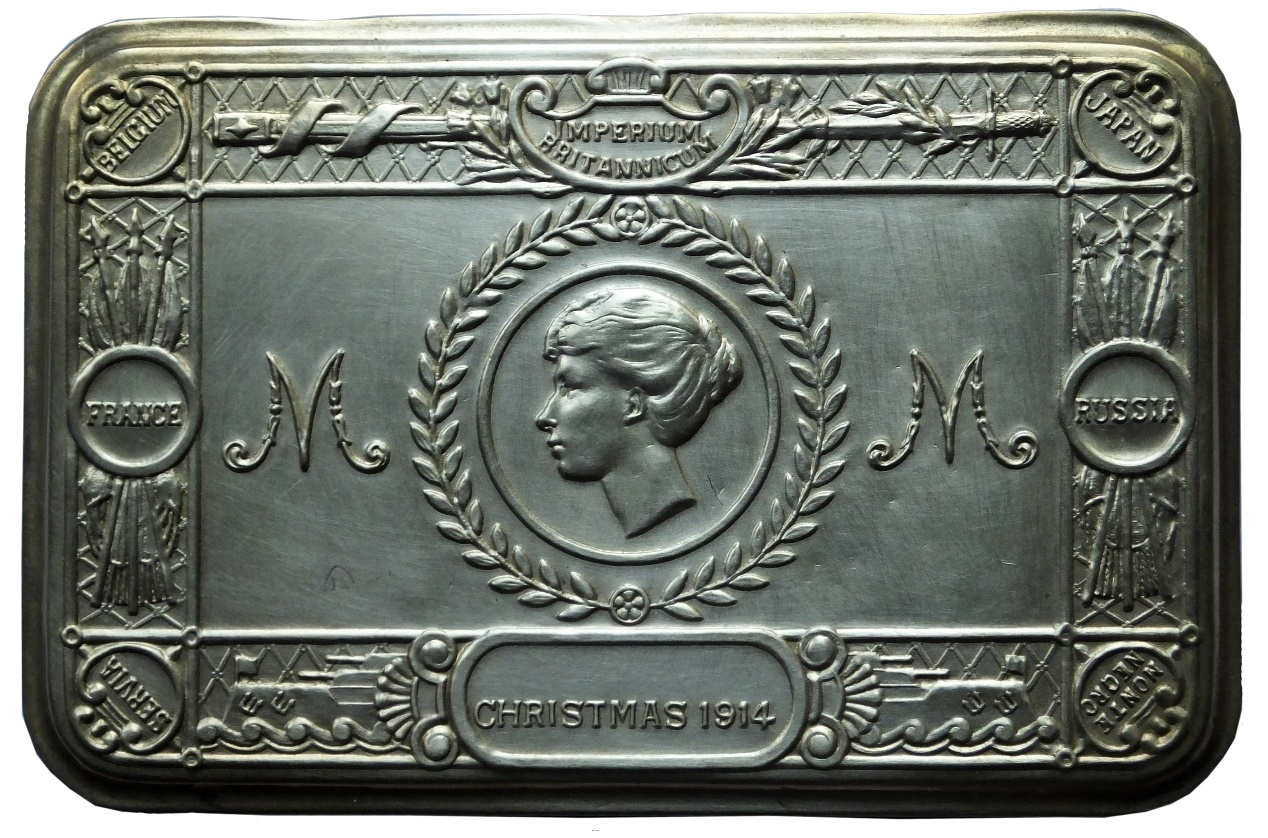 BELGIUM
IMPERIUM
BRITANNICUM
JAPAN
FRANCE
M
M
RUSSIA
SERVIA
CHRISTMAS 1914
MONTE
NEGRO